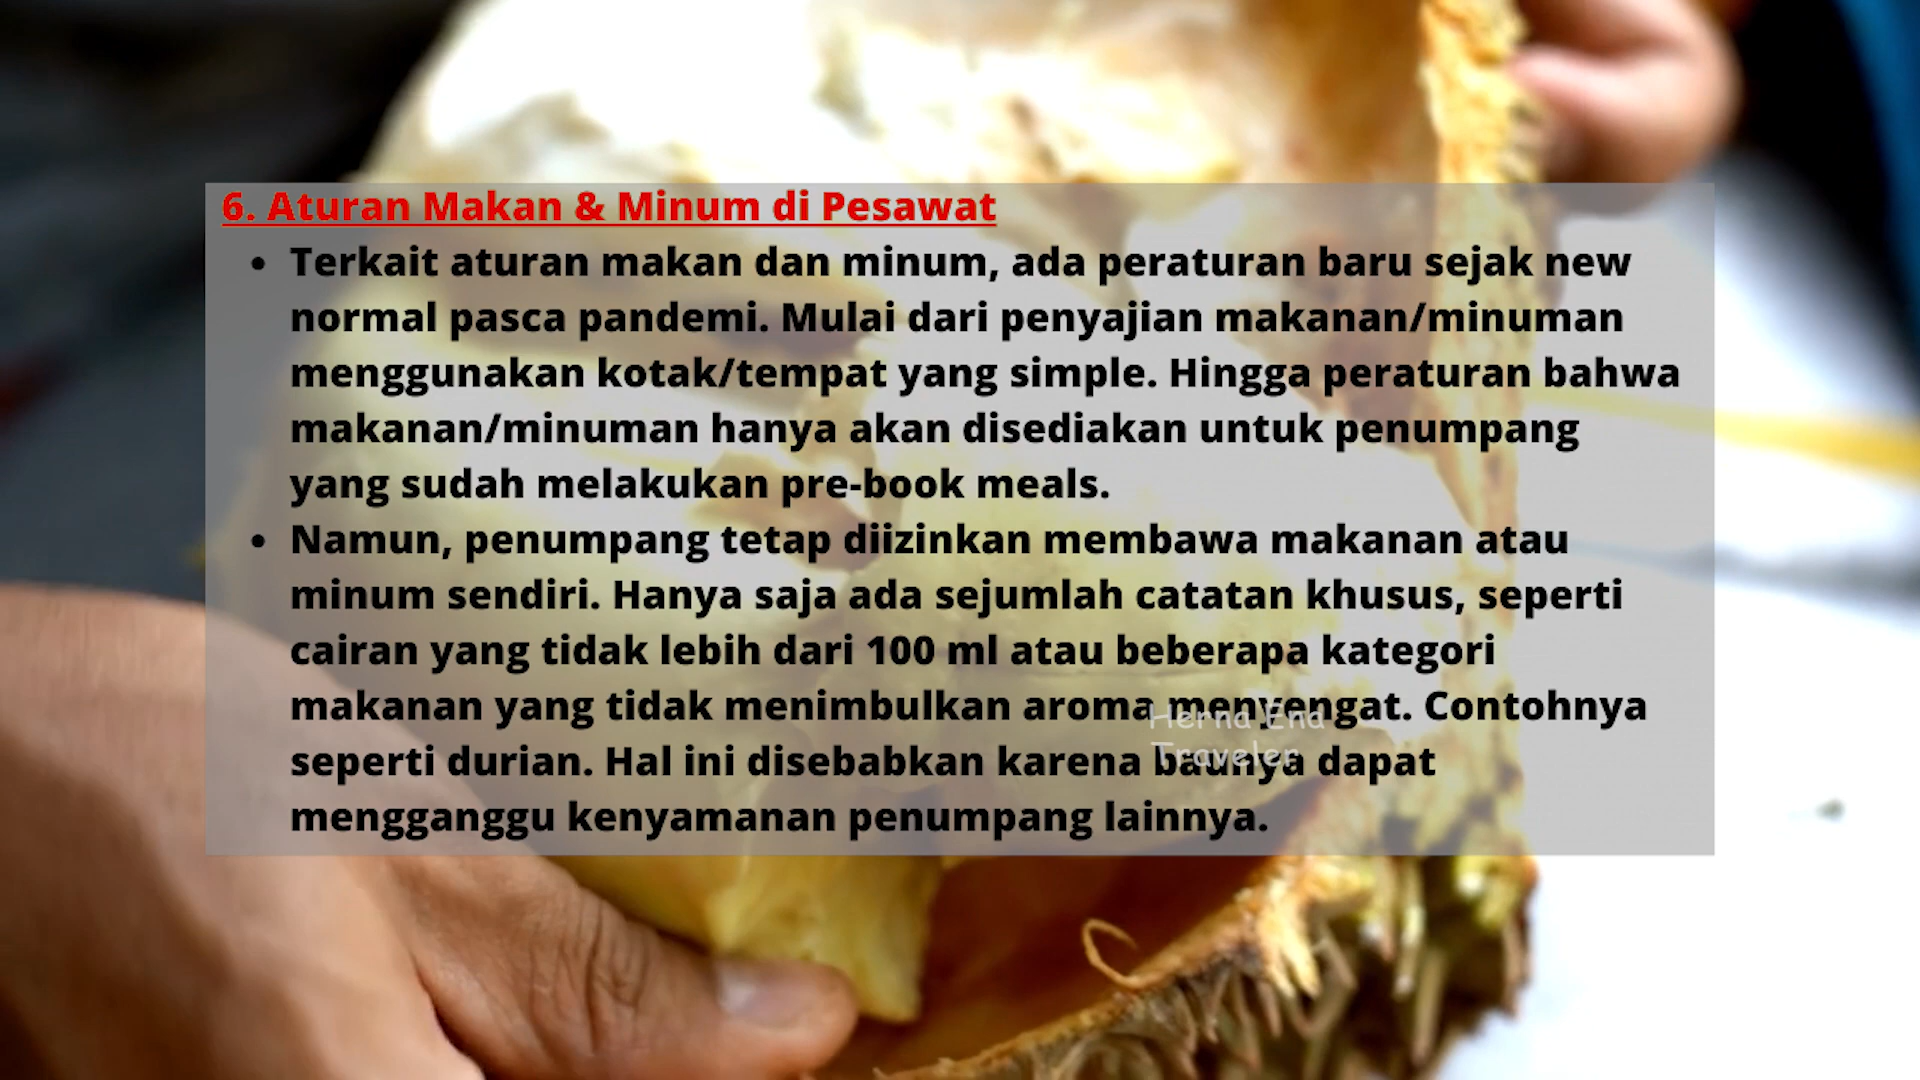 6. Aturan Makan & Minum di Pesawat
• Terkait aturan makan dan minum, ada peraturan baru sejak new
normal pasca pandemi. Mulai dari penyajian makanan/minuman
menggunakan kotak/tempat yang simple. Hingga peraturan bahwa
makanan/minuman hanya akan disediakan untuk penumpang
yang sudah melakukan pre-book meals.
• Namun, penumpang tetap diizinkan membawa makanan atau
minum sendiri. Hanya saja ada sejumlah catatan khusus, seperti
cairan yang tidak lebih dari 100 ml atau beberapa kategori
makanan yang tidak menimbulkan aroma menyengat. Contohnya
seperti durian. Hal ini disebabkan karena baunya dapat
mengganggu kenyamanan penumpang lainnya.
Herna Ena
Traveler